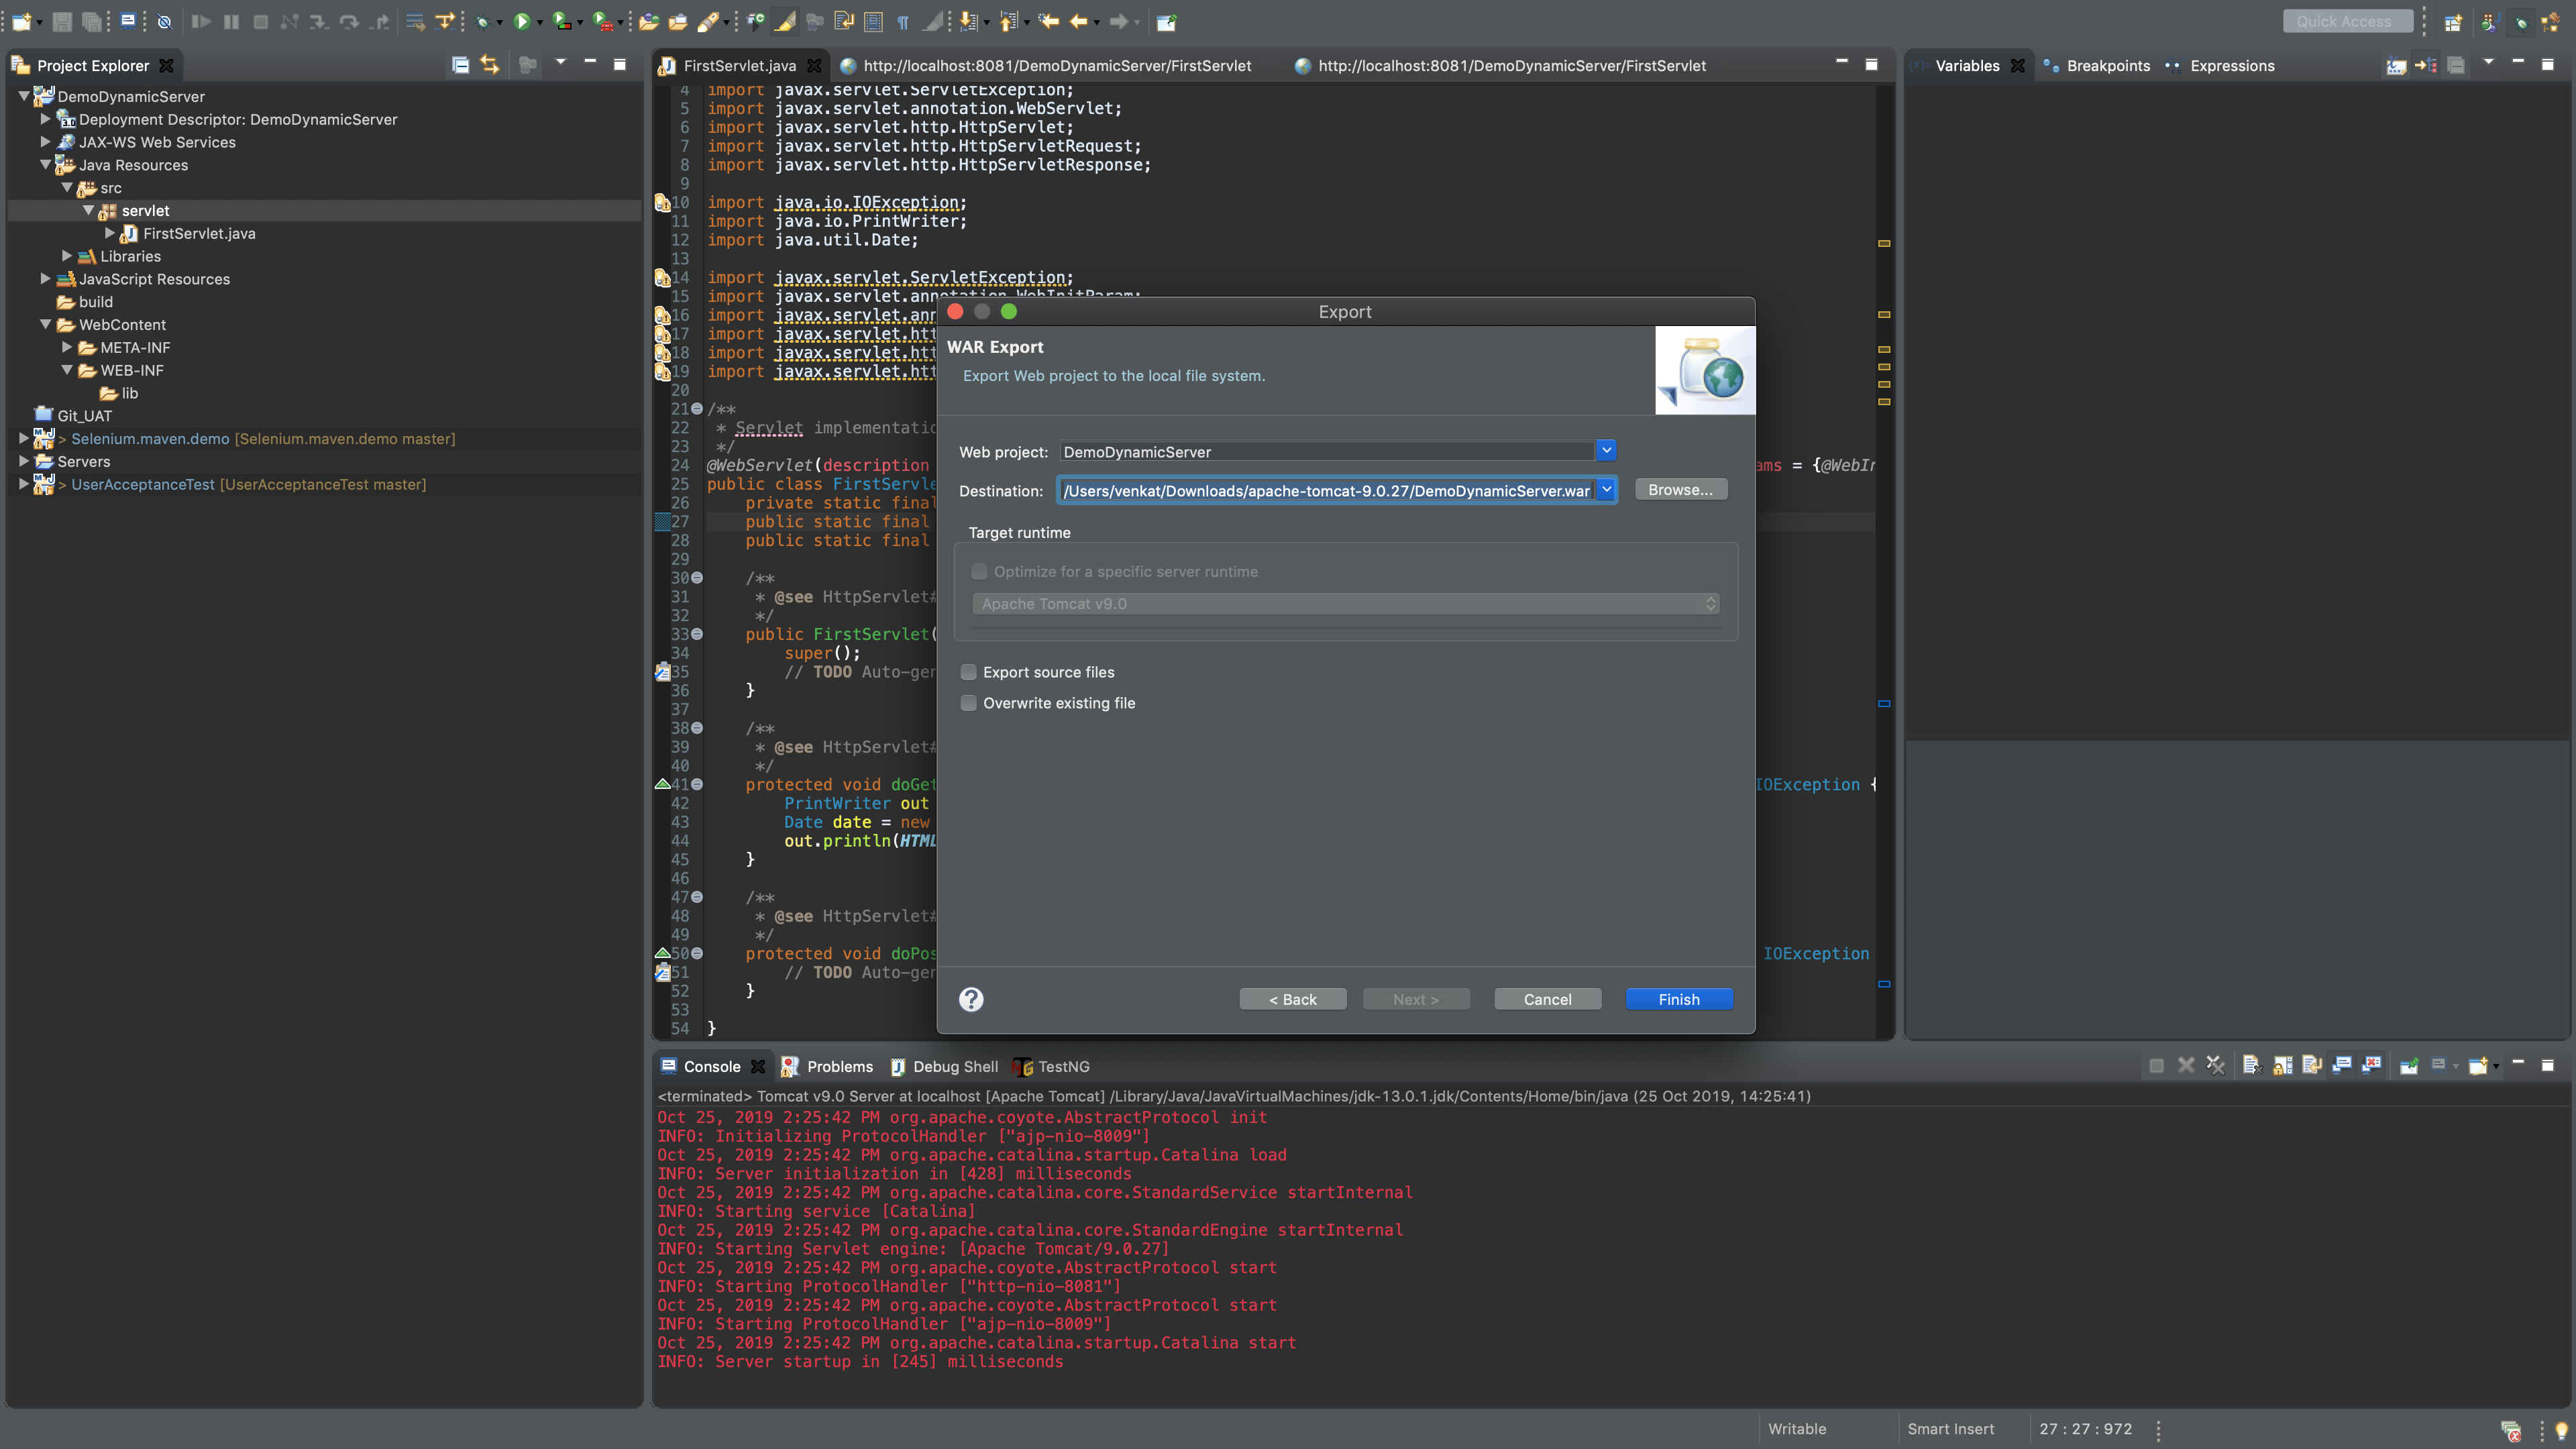 Quick Access
Project Explorer
DemoDynamicServer
Deployment Descriptor: DemoDynamicServer
JAX-WS Web Services
Java Resources
src
servlet
FirstServlet.java
Libraries
JavaScript Resources
build
WebContent
META-INF
WEB-INF
lib
Git_UAT
> Selenium.maven.demo [Selenium.maven.demo master]
Servers
> UserAcceptanceTest [UserAcceptanceTest master]
FirstServlet.java
http://localhost:8081/DemoDynamicServer/FirstServlet
http://localhost:8081/DemoDynamicServer/FirstServlet
4 import javax.servlet.ServletException;
5 import javax.servlet.annotation.WebServlet;
6 import javax.servlet.http.HttpServlet;
7 import javax.servlet.http.HttpServletRequest;
8 import javax.servlet.http.HttpServletResponse;
9
10 import java.io.IOException;
11 import java.io.PrintWriter;
12 import java.util.Date;
13
14 import javax.servlet.ServletException;
15 import javax.servlet.annotation.WebInitParam;
16 import javax.servlet.ann
17 import javax.servlet.htt
18 import javax.servlet.htt
19 import javax.servlet.htt
20
21 /**
22 * Servlet implementatio
23 */
24 @WebServlet(description ams = {@WebIn
25 public class FirstServle
26 private static final
27 public static final
28 public static final
29
30 /**
31 * @see HttpServlet#
32 */
33 public FirstServlet(
34 super();
35 // TODO Auto-gen
36 }
37
38 /**
39 * @see HttpServlet#
40 */
41 protected void doGet IOException {
42 PrintWriter out
43 Date date = new
44 out.println(HTML
45 }
46
47 /**
48 * @see HttpServlet#
49 */
50 protected void doPos IOException
51 // TODO Auto-gen
52 }
53
54 }
Export
WAR Export
Export Web project to the local file system.
Web project: DemoDynamicServer
Destination: /Users/venkat/Downloads/apache-tomcat-9.0.27/DemoDynamicServer.war Browse...
Target runtime
Optimize for a specific server runtime
Apache Tomcat v9.0
Export source files
Overwrite existing file
? < Back Next > Cancel Finish
Variables Breakpoints Expressions
Console Problems Debug Shell TestNG
<terminated> Tomcat v9.0 Server at localhost [Apache Tomcat] /Library/Java/JavaVirtualMachines/jdk-13.0.1.jdk/Contents/Home/bin/java (25 Oct 2019, 14:25:41)
Oct 25, 2019 2:25:42 PM org.apache.coyote.AbstractProtocol init
INFO: Initializing ProtocolHandler ["ajp-nio-8009"]
Oct 25, 2019 2:25:42 PM org.apache.catalina.startup.Catalina load
INFO: Server initialization in [428] milliseconds
Oct 25, 2019 2:25:42 PM org.apache.catalina.core.StandardService startInternal
INFO: Starting service [Catalina]
Oct 25, 2019 2:25:42 PM org.apache.catalina.core.StandardEngine startInternal
INFO: Starting Servlet engine: [Apache Tomcat/9.0.27]
Oct 25, 2019 2:25:42 PM org.apache.coyote.AbstractProtocol start
INFO: Starting ProtocolHandler ["http-nio-8081"]
Oct 25, 2019 2:25:42 PM org.apache.coyote.AbstractProtocol start
INFO: Starting ProtocolHandler ["ajp-nio-8009"]
Oct 25, 2019 2:25:42 PM org.apache.catalina.startup.Catalina start
INFO: Server startup in [245] milliseconds
Writable Smart Insert 27 : 27 : 972